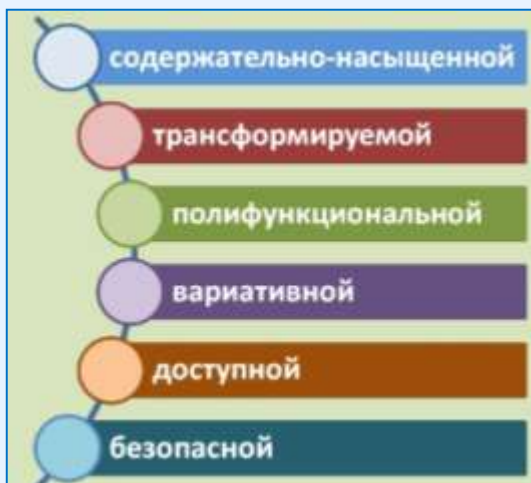 содержательно-насыщенной
трансформируемой
полифункциональной
вариативной
доступной
безопасной